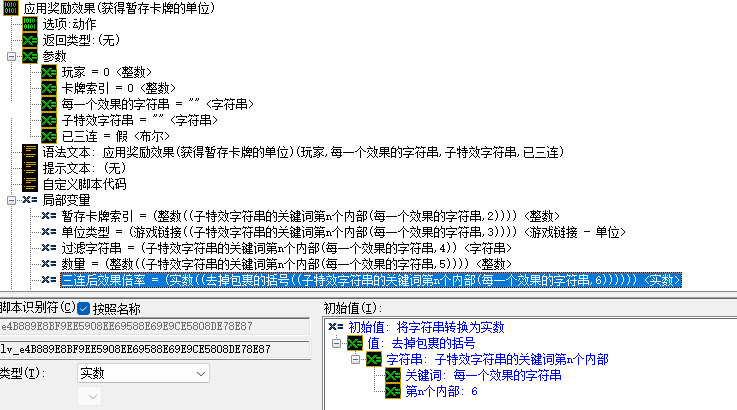 应用奖励效果(获得暂存卡牌的单位)
选项:动作
返回类型:(无)
参数
玩家 = 0 <整数>
卡牌索引 = 0 <整数>
每一个效果的字符串 = "" <字符串>
子特效字符串 = "" <字符串>
已三连 = 假 <布尔>
语法文本: 应用奖励效果(获得暂存卡牌的单位)(玩家,每一个效果的字符串,子特效字符串,已三连)
提示文本: (无)
自定义脚本代码
局部变量
暂存卡牌索引 = (整数((子特效字符串的关键词第n个内部(每一个效果的字符串,2)))) <整数>
单位类型 = (游戏链接((子特效字符串的关键词第n个内部(每一个效果的字符串,3)))) <游戏链接 - 单位>
过滤字符串 = (子特效字符串的关键词第n个内部(每一个效果的字符串,4)) <字符串>
数量 = (整数((子特效字符串的关键词第n个内部(每一个效果的字符串,5)))) <整数>
三连后效果倍率 = (实数((去掉包裹的括号((子特效字符串的关键词第n个内部(每一个效果的字符串,6)))))) <实数>
脚本识别符(C) 按照名称
e4B889E8BF9EE5908EE69588E69E9CE5808DE78E87
lv_e4B889E8BF9EE5908EE69588E69E9CE5808DE78E87
类型(I): 实数
初始值(I):
初始值: 将字符串转换为实数
值: 去掉包裹的括号
字符串: 子特效字符串的关键词第n个内部
关键词: 每一个效果的字符串
第n个内部: 6